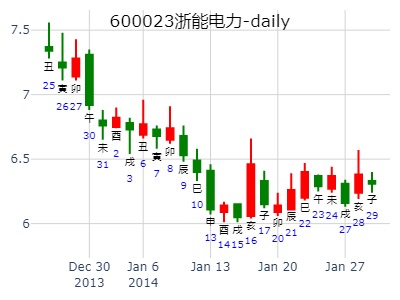 600023浙能电力-daily
7.5
7
6.5
6
丑 寅 卯 午 未 酉 戌 丑 寅 卯 辰 巳 申 酉 戌 亥 子 卯 辰 巳 午 未 戌 亥 子
25 26 27 30 31 2 3 6 7 8 9 10 13 14 15 16 17 20 21 22 23 24 27 28 29
Dec 30 Jan 6 Jan 13 Jan 20 Jan 27
2013 2014